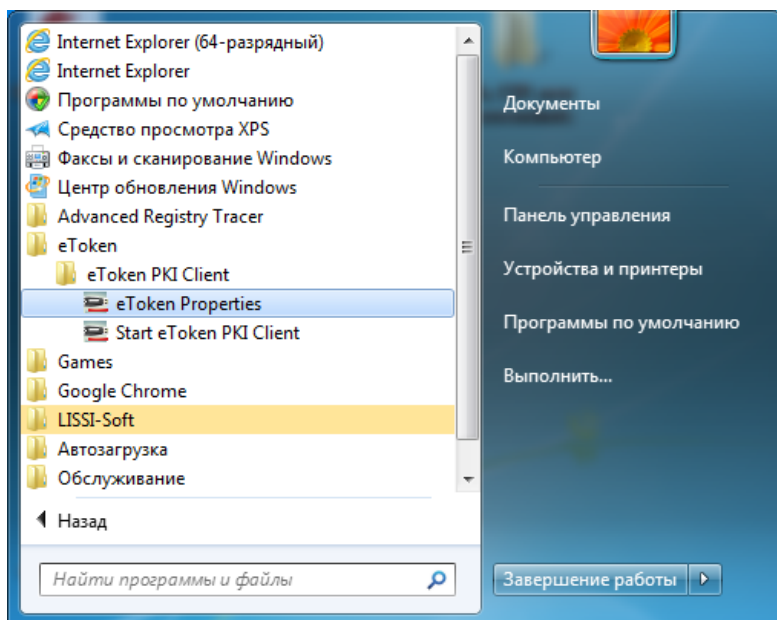 Internet Explorer (64-разрядный)
Internet Explorer
Программы по умолчанию
Средство просмотра XPS
Факсы и сканирование Windows
Центр обновления Windows
Advanced Registry Tracer
eToken
eToken PKI Client
eToken Properties
Start eToken PKI Client
Games
Google Chrome
LISSI-Soft
Автозагрузка
Обслуживание
Назад
Найти программы и файлы
Документы
Компьютер
Панель управления
Устройства и принтеры
Программы по умолчанию
Выполнить...
Завершение работы